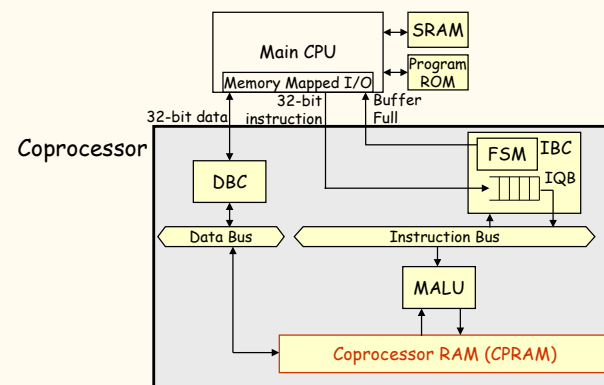 Main CPU
SRAM
Program
ROM
Memory Mapped I/O
32-bit data
32-bit
instruction
Buffer
Full
Coprocessor
FSM
IBC
IQB
DBC
Data Bus
Instruction Bus
MALU
Coprocessor RAM (CPRAM)